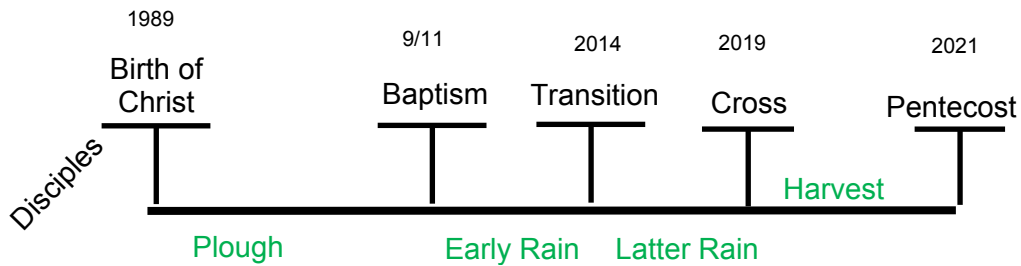 1989
9/11
2014
2019
2021
Birth of
Christ
Baptism
Transition
Cross
Pentecost
Disciples
Harvest
Plough
Early Rain
Latter Rain